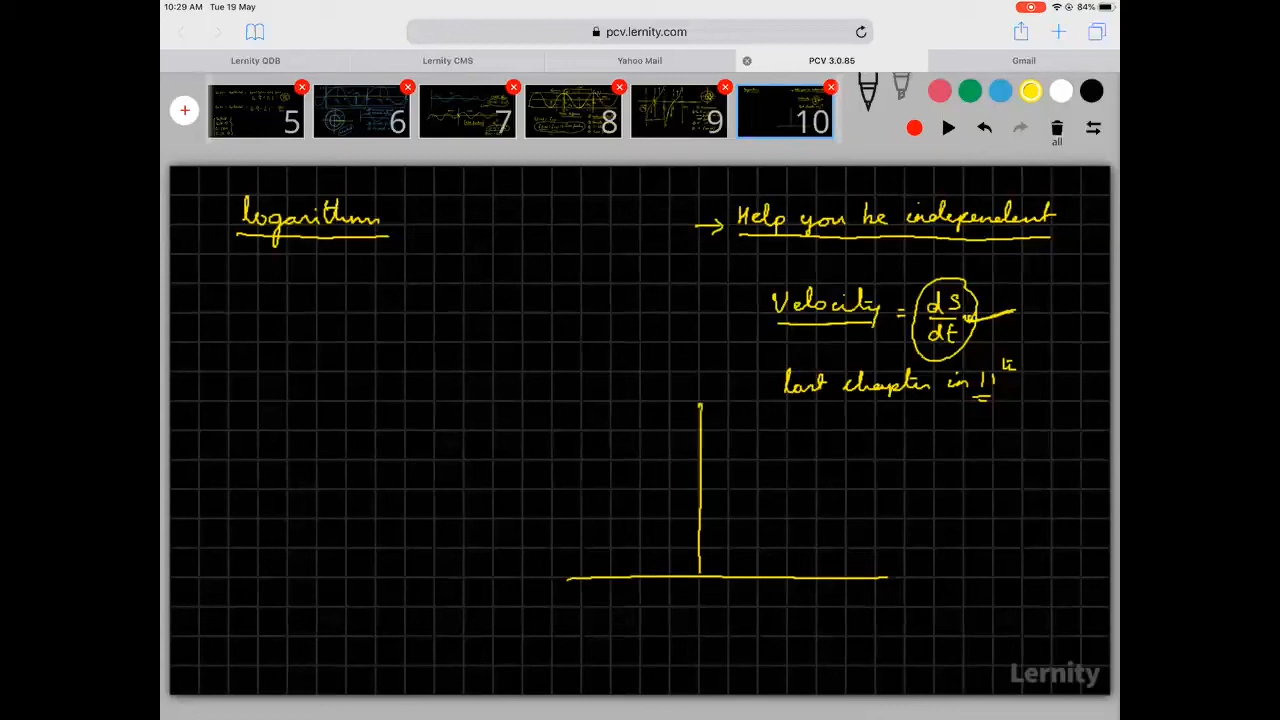 10:29 AM Tue 19 May
84%
pcv.lernity.com
Lernity QDB
Lernity CMS
Yahoo Mail
PCV 3.0.85
Gmail
5
6
7
8
9
10
all
logarithm
→ Help you be independent
Velocity = dS/dt
last chapter in 11th
Lernity